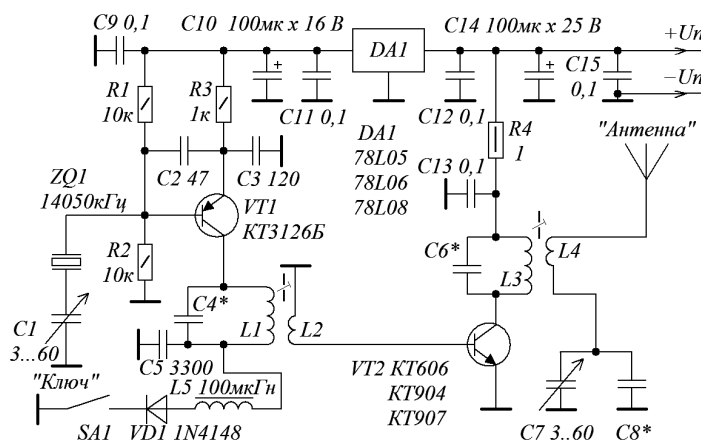 C9 0,1
C10 100мк x 16 В
C14 100мк x 25 В
+Uп
−Uп
R1
10к
R3
1к
DA1
C15
0,1
C11 0,1
C12 0,1
R4
1
"Антенна"
DA1
78L05
78L06
78L08
C13 0,1
ZQ1
14050кГц
C2 47
C3 120
VT1
КТ3126Б
R2
10к
C6*
L3
L4
C1
3...60
C4*
L1
L2
C5 3300
"Ключ"
L5 100мкГн
VT2 КТ606
КТ904
КТ907
SA1
VD1 1N4148
C7 3..60
C8*